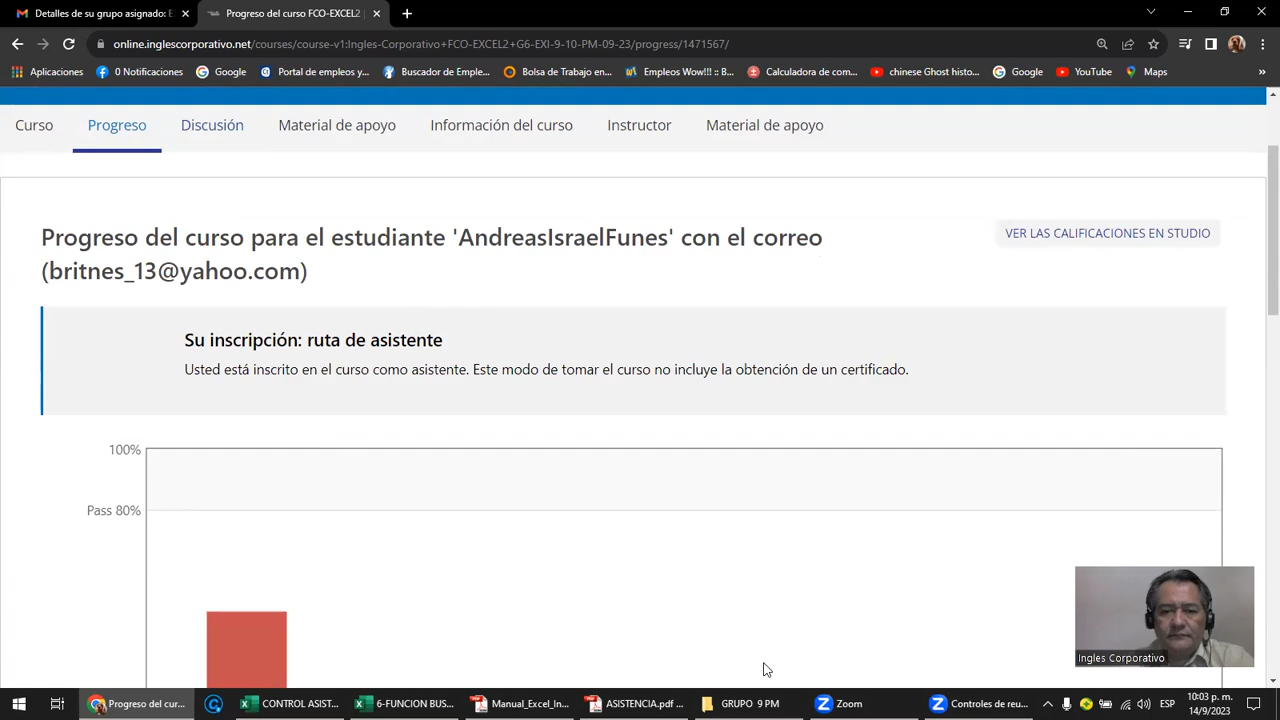 Detalles de su grupo asignado: E
Progreso del curso FCO-EXCEL2 |
online.inglescorporativo.net/courses/course-v1:Ingles-Corporativo+FCO-EXCEL2+G6-EXI-9-10-PM-09-23/progress/1471567/
Aplicaciones
0 Notificaciones
Google
Portal de empleos y...
Buscador de Emple...
Bolsa de Trabajo en...
Empleos Wow!!! :: B...
Calculadora de com...
chinese Ghost histo...
Google
YouTube
Maps
»
Curso
Progreso
Discusión
Material de apoyo
Información del curso
Instructor
Material de apoyo
Progreso del curso para el estudiante 'AndreasIsraelFunes' con el correo
(britnes_13@yahoo.com)
VER LAS CALIFICACIONES EN STUDIO
Su inscripción: ruta de asistente
Usted está inscrito en el curso como asistente. Este modo de tomar el curso no incluye la obtención de un certificado.
100%
Pass 80%
Ingles Corporativo
Progreso del cur...
CONTROL ASIST...
6-FUNCION BUS...
Manual_Excel_In...
ASISTENCIA.pdf ...
GRUPO 9 PM
Zoom
Controles de reu...
ESP
10:03 p. m.
14/9/2023